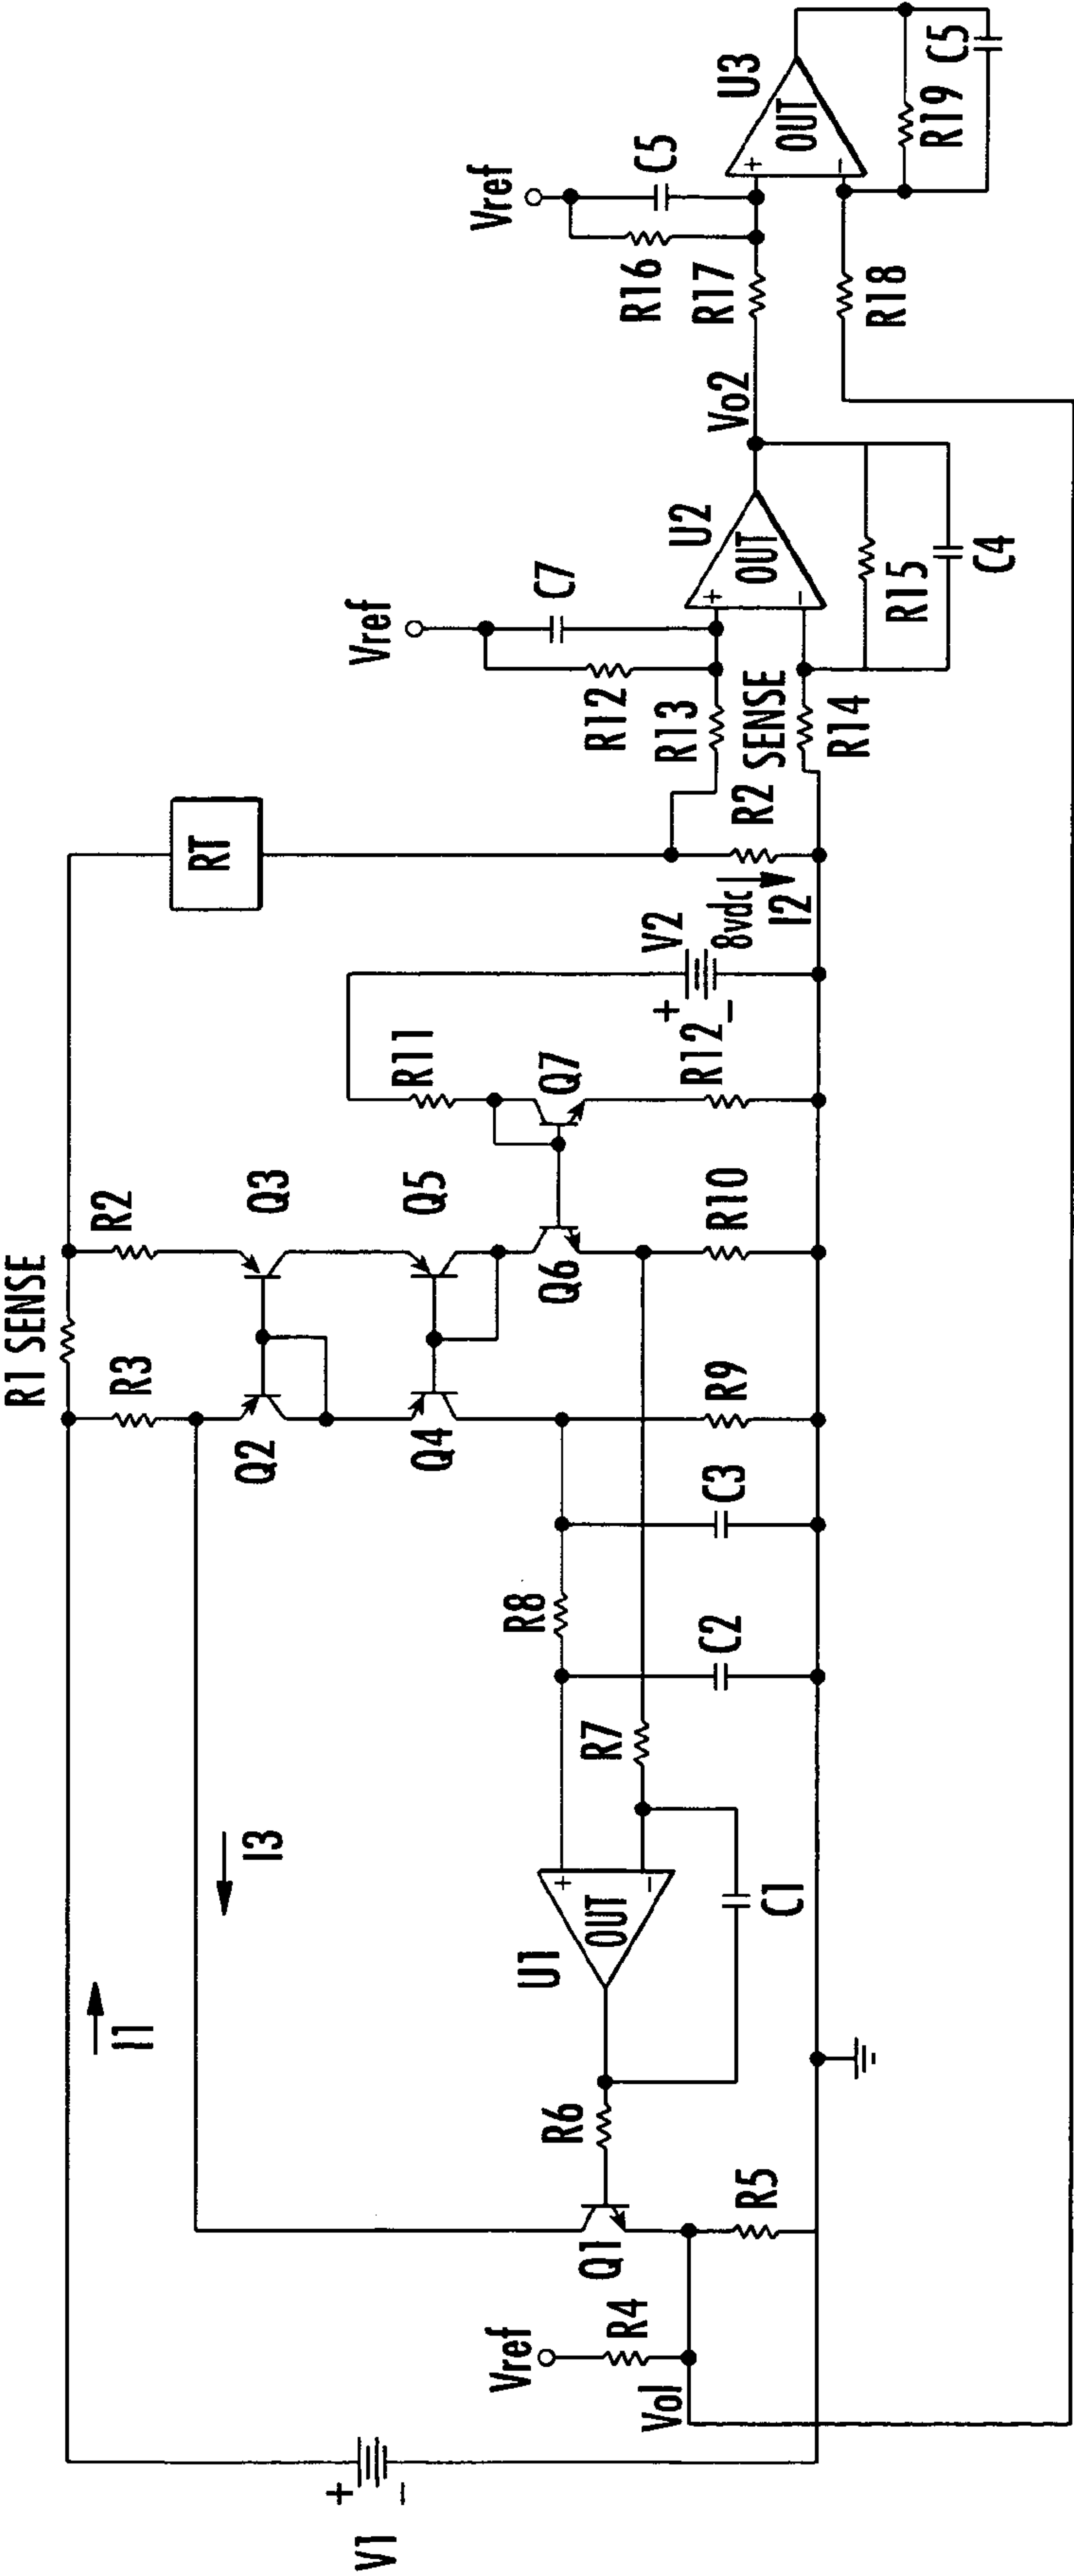 V1
+
−
I1
I3
Vref
R4
Vo1
Q1
R5
R6
U1
OUT
+
−
C1
R7
R8
C2
C3
R1 SENSE
R3
R2
Q2
Q3
Q4
Q5
R9
Q6
R10
Q7
R11
R12
V2
+
−
8vdc
I2
RT
R2
SENSE
R13
R12
R14
Vref
C7
U2
OUT
+
−
R15
C4
Vo2
R17
R16
Vref
C5
R18
U3
OUT
+
−
R19
C5